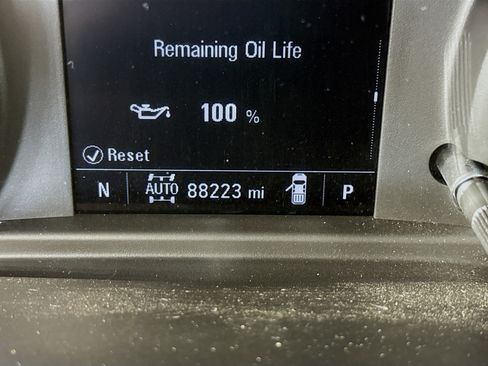 Remaining Oil Life
100 %
Reset
N AUTO 88223 mi P